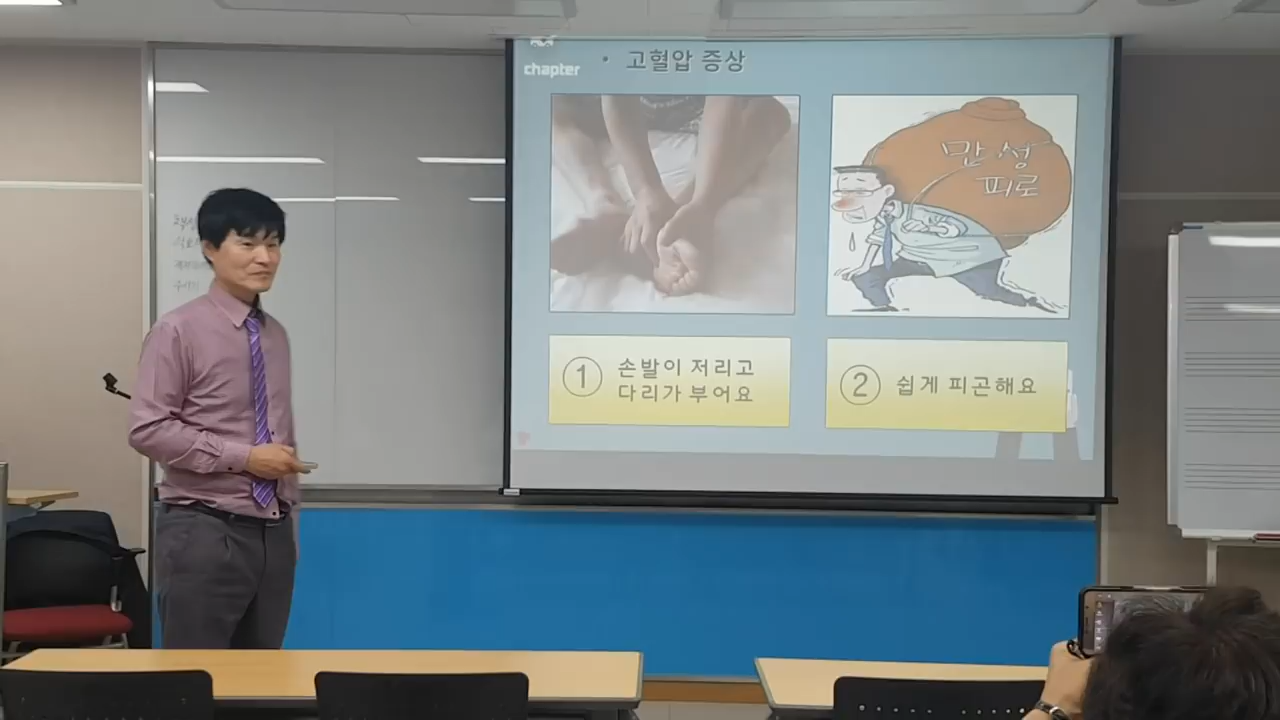 chapter
• 고혈압 증상
만성
피로
① 손발이 저리고
다리가 부어요
② 쉽게 피곤해요